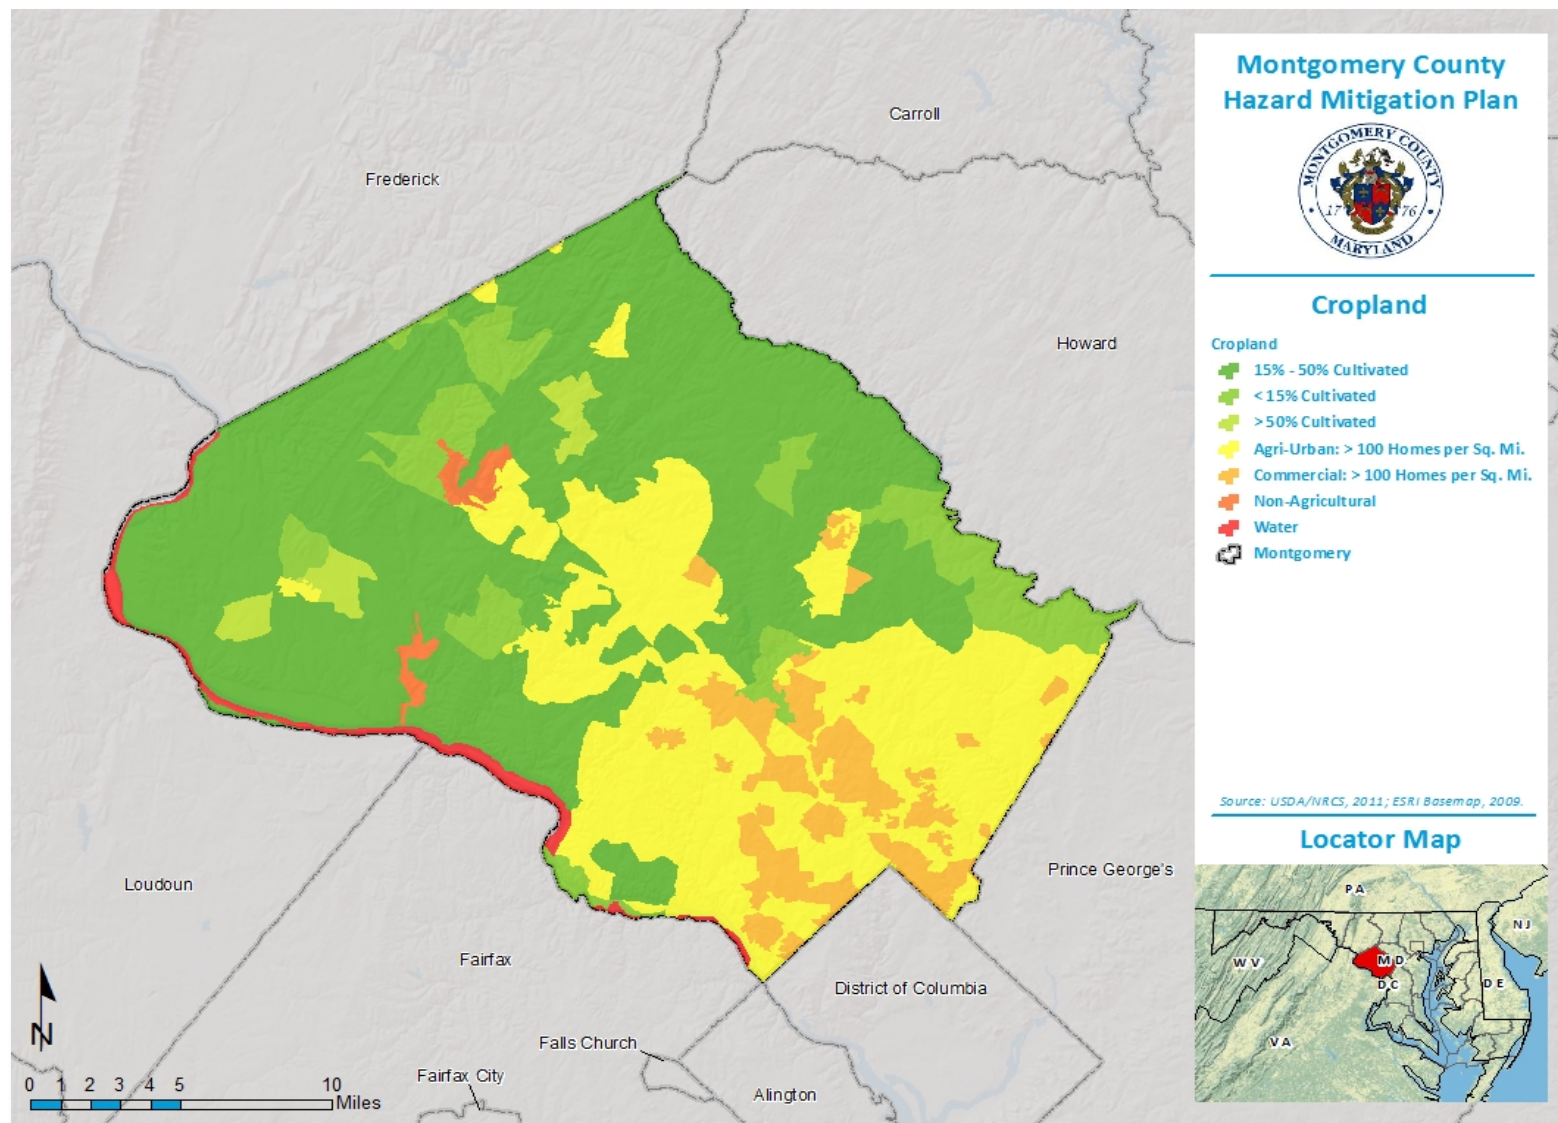 Montgomery County
Hazard Mitigation Plan
MONTGOMERY COUNTY
17 76
MARYLAND
Cropland
Cropland
15% - 50% Cultivated
< 15% Cultivated
> 50% Cultivated
Agri-Urban: > 100 Homes per Sq. Mi.
Commercial: > 100 Homes per Sq. Mi.
Non-Agricultural
Water
Montgomery
Source: USDA/NRCS, 2011; ESRI Basemap, 2009.
Locator Map
PA
NJ
WV
MD
DC
DE
VA
Carroll
Frederick
Howard
Prince George's
Loudoun
Fairfax
District of Columbia
Falls Church
Fairfax City
Alington
N
0 1 2 3 4 5 10
Miles